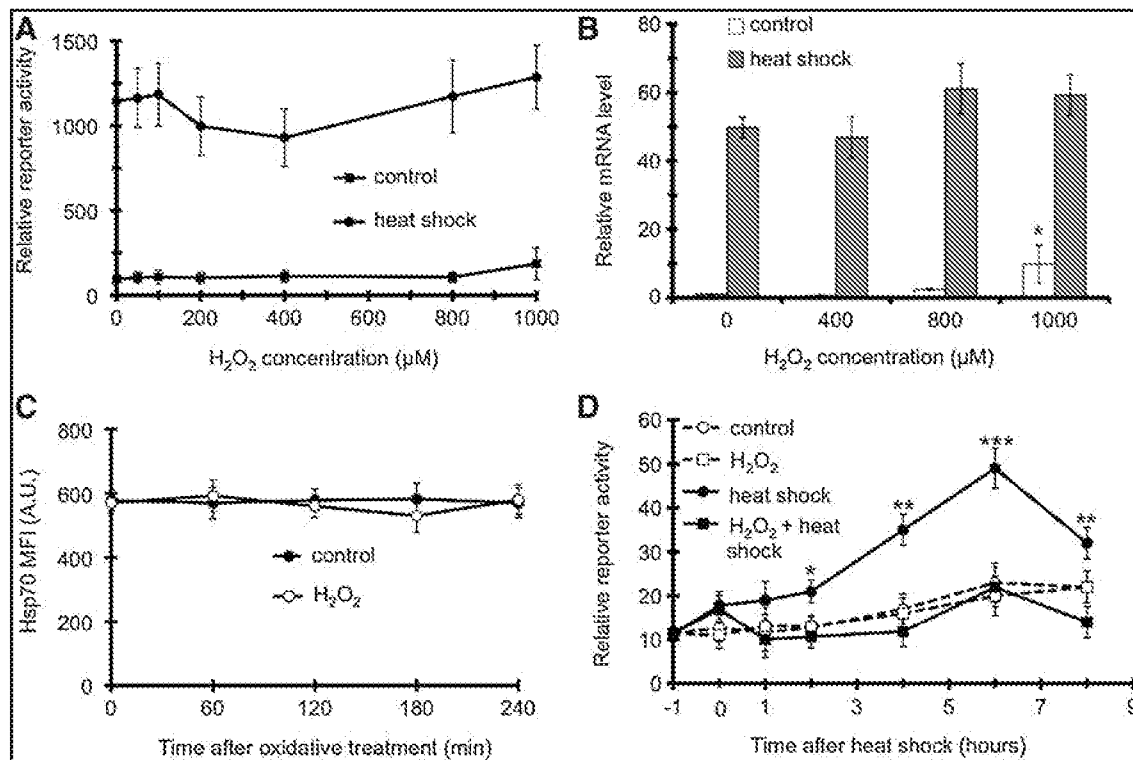 A
1500
1000
500
0
Relative reporter activity
control
heat shock
0 200 400 600 800 1000
H₂O₂ concentration (µM)
B
80
60
40
20
0
Relative mRNA level
control
heat shock
*
0 400 800 1000
H₂O₂ concentration (µM)
C
800
600
400
200
0
Hsp70 MFI (A.U.)
control
H₂O₂
0 60 120 180 240
Time after oxidative treatment (min)
D
60
50
40
30
20
10
0
Relative reporter activity
control
H₂O₂
heat shock
H₂O₂ + heat
shock
*
**
***
**
-1 0 1 3 5 7 9
Time after heat shock (hours)